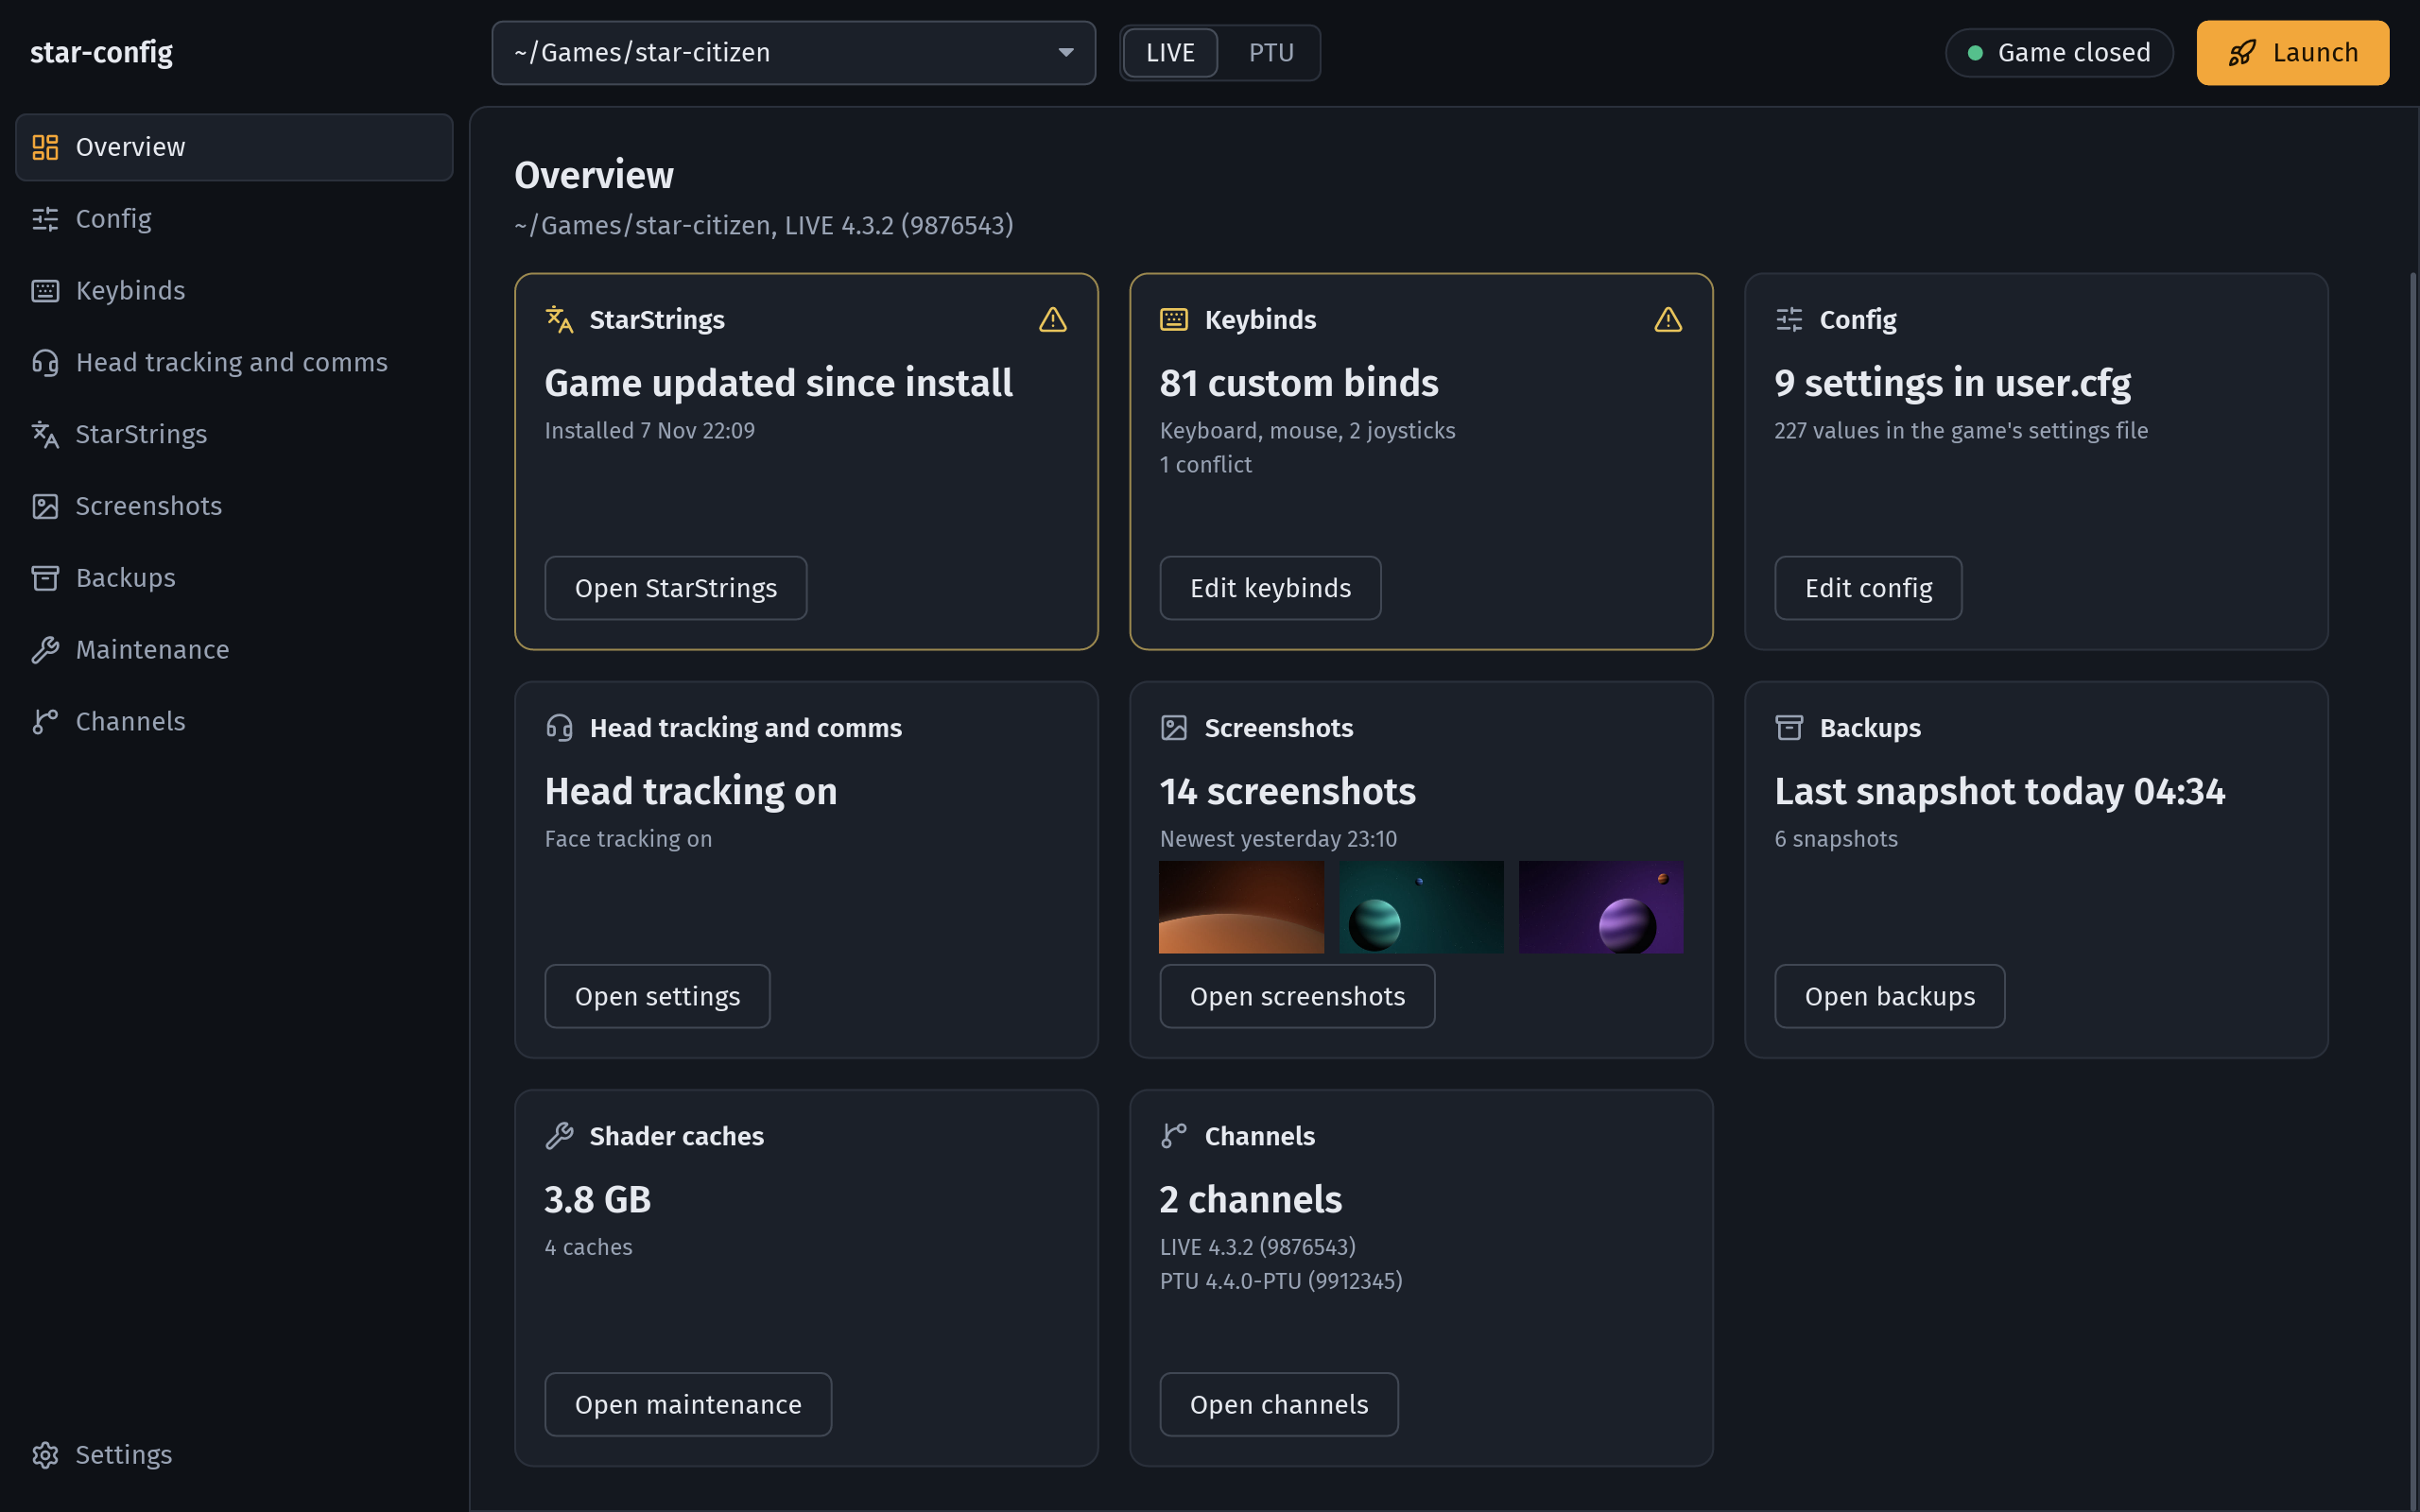 star-config
~/Games/star-citizen
LIVE
PTU
Game closed
Launch
Overview
Config
Keybinds
Head tracking and comms
StarStrings
Screenshots
Backups
Maintenance
Channels
Settings
Overview
~/Games/star-citizen, LIVE 4.3.2 (9876543)
StarStrings
Game updated since install
Installed 7 Nov 22:09
Open StarStrings
Keybinds
81 custom binds
Keyboard, mouse, 2 joysticks
1 conflict
Edit keybinds
Config
9 settings in user.cfg
227 values in the game's settings file
Edit config
Head tracking and comms
Head tracking on
Face tracking on
Open settings
Screenshots
14 screenshots
Newest yesterday 23:10
Open screenshots
Backups
Last snapshot today 04:34
6 snapshots
Open backups
Shader caches
3.8 GB
4 caches
Open maintenance
Channels
2 channels
LIVE 4.3.2 (9876543)
PTU 4.4.0-PTU (9912345)
Open channels